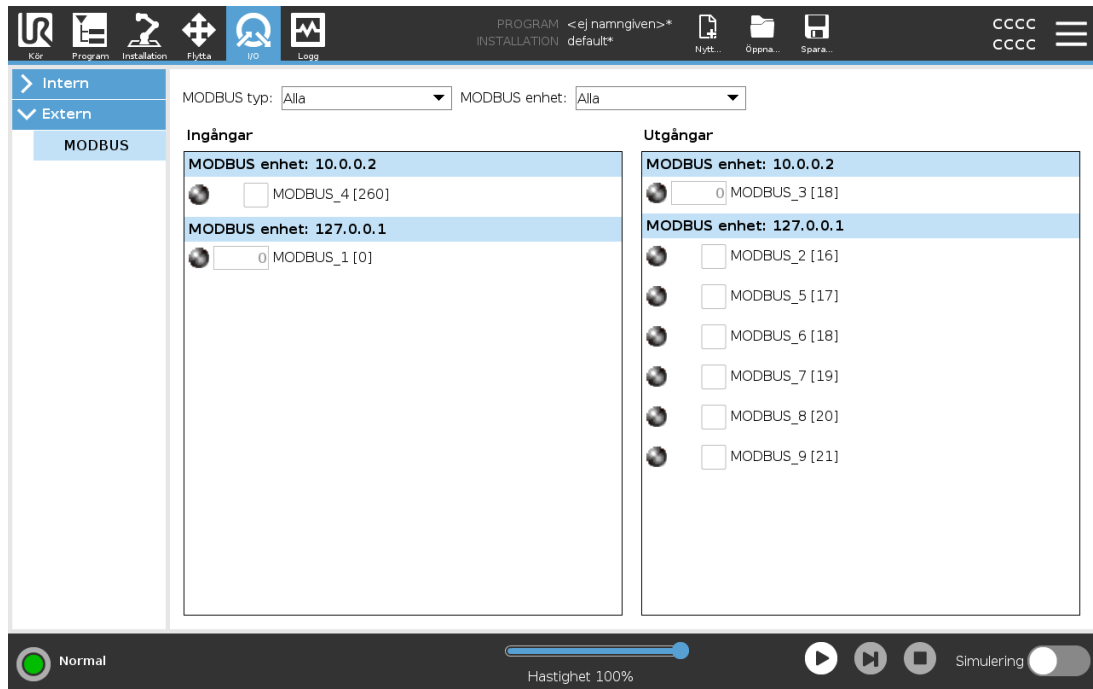 UR
PROGRAM <ej namngiven>*
INSTALLATION default*
Kör Program Installation Flytta I/O Logg Nytt... Öppna... Spara...
CCCC
CCCC
Intern
Extern
MODBUS
MODBUS typ: Alla MODBUS enhet: Alla
Ingångar
MODBUS enhet: 10.0.0.2
MODBUS_4 [260]
MODBUS enhet: 127.0.0.1
0 MODBUS_1 [0]
Utgångar
MODBUS enhet: 10.0.0.2
0 MODBUS_3 [18]
MODBUS enhet: 127.0.0.1
MODBUS_2 [16]
MODBUS_5 [17]
MODBUS_6 [18]
MODBUS_7 [19]
MODBUS_8 [20]
MODBUS_9 [21]
Normal
Hastighet 100%
Simulering